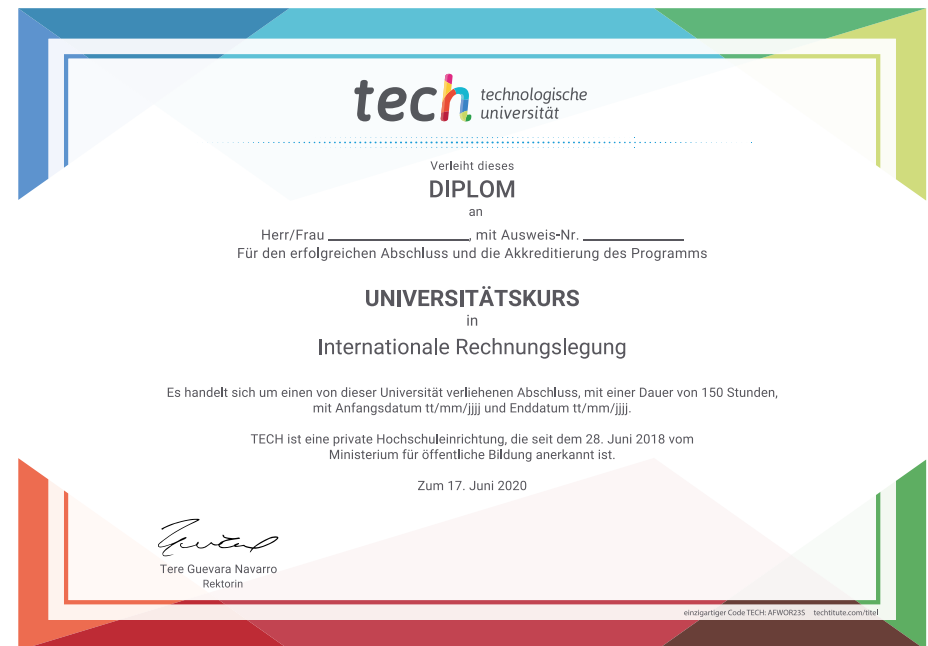 tech technologische
universität
Verleiht dieses
DIPLOM
an
Herr/Frau ____________________, mit Ausweis-Nr. ______________
Für den erfolgreichen Abschluss und die Akkreditierung des Programms
UNIVERSITÄTSKURS
in
Internationale Rechnungslegung
Es handelt sich um einen von dieser Universität verliehenen Abschluss, mit einer Dauer von 150 Stunden,
mit Anfangsdatum tt/mm/jjjj und Enddatum tt/mm/jjjj.
TECH ist eine private Hochschuleinrichtung, die seit dem 28. Juni 2018 vom
Ministerium für öffentliche Bildung anerkannt ist.
Zum 17. Juni 2020
Tere Guevara Navarro
Rektorin
einzigartiger Code TECH: AFWOR235 techtitute.com/titel